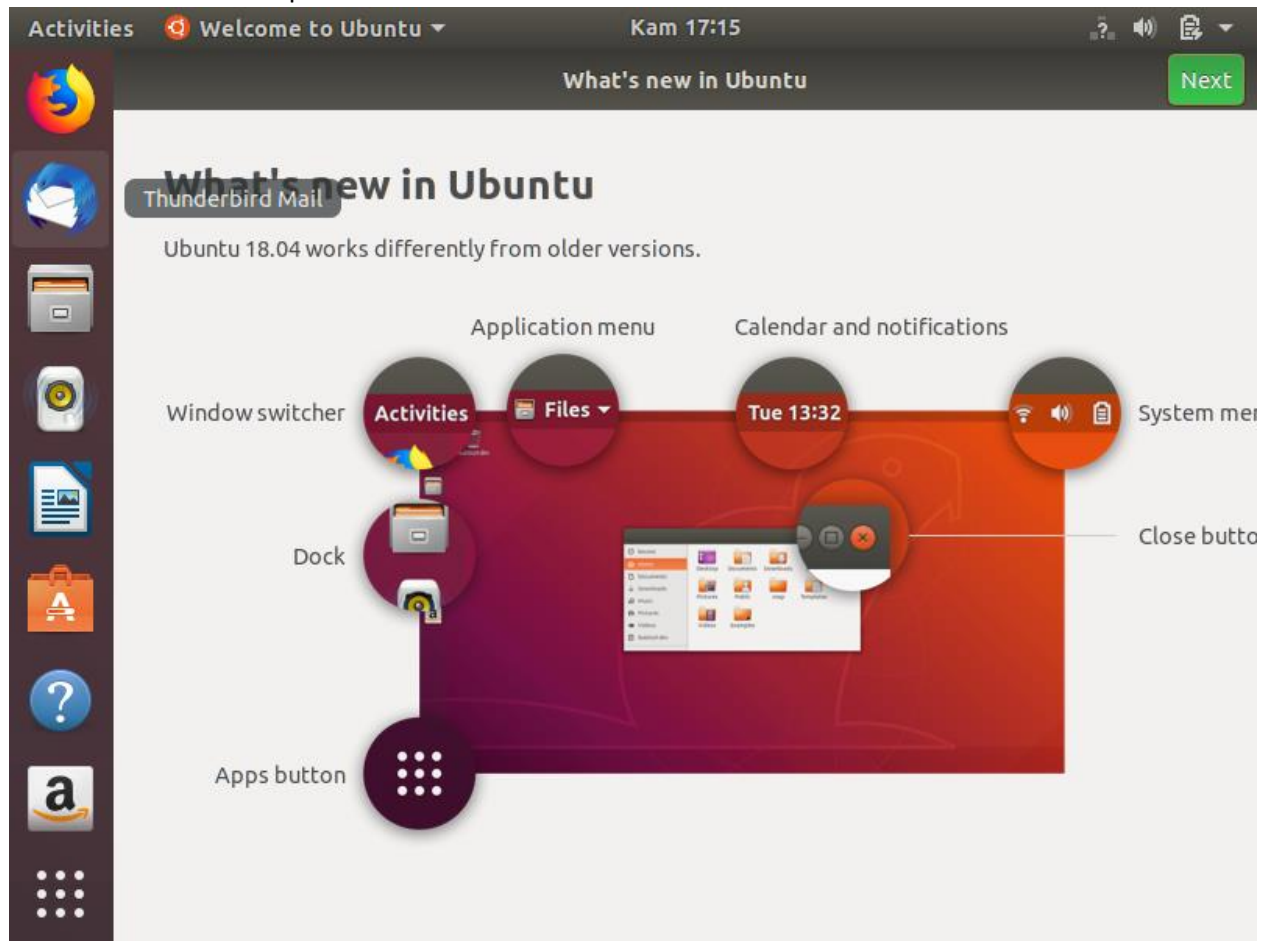 Activities Welcome to Ubuntu Kam 17:15 ?
What's new in Ubuntu Next
What's new in Ubuntu
Thunderbird Mail
Ubuntu 18.04 works differently from older versions.
Application menu Calendar and notifications
Window switcher Activities Files Tue 13:32 System men
Dock
Close butto
Apps button